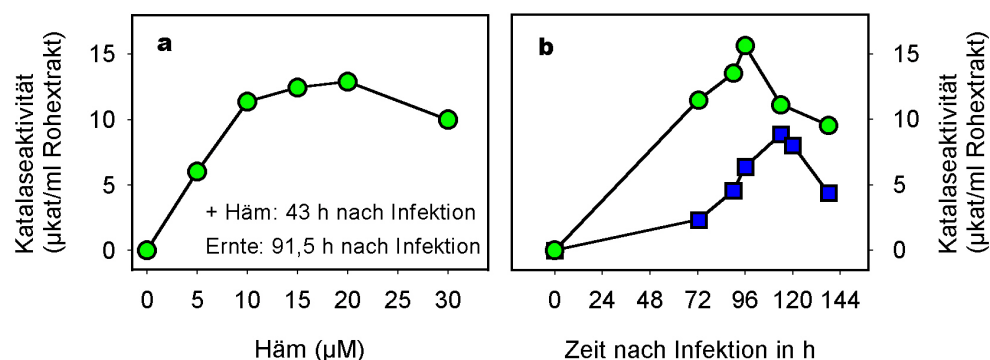 a
b
15
10
5
0
Katalaseaktivität
(µkat/ml Rohextrakt)
+ Häm: 43 h nach Infektion
Ernte: 91,5 h nach Infektion
0 5 10 15 20 25 30
Häm (µM)
0 24 48 72 96 120 144
Zeit nach Infektion in h
15
10
5
0
Katalaseaktivität
(µkat/ml Rohextrakt)